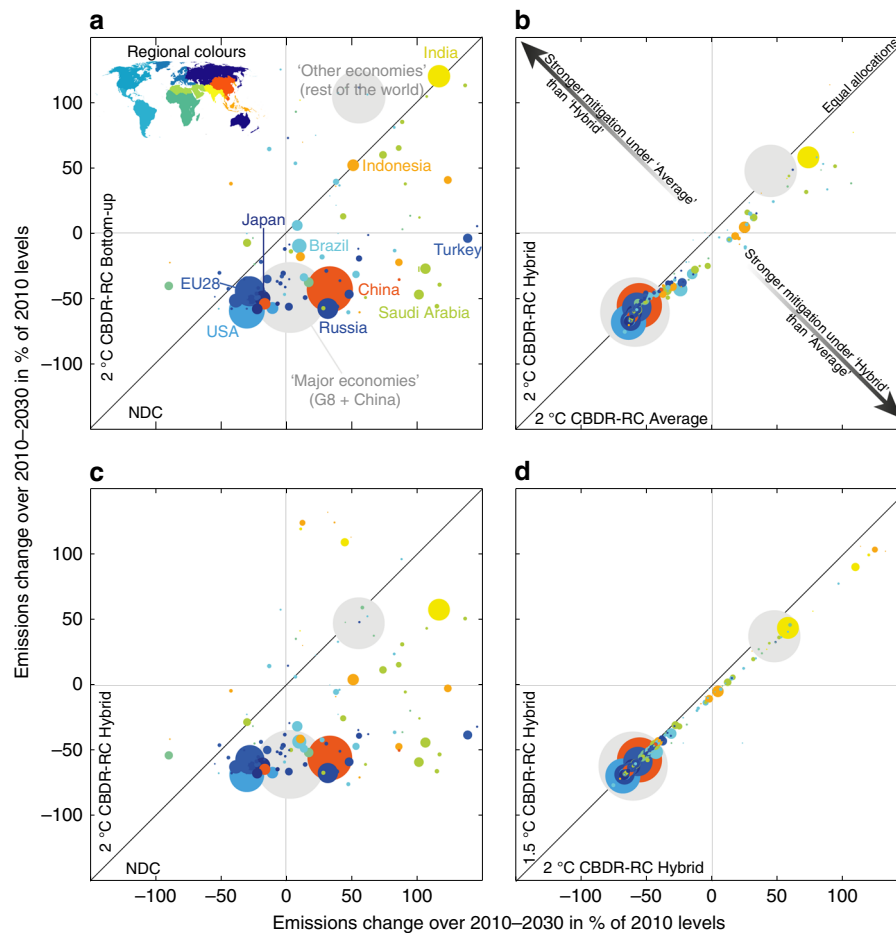 a
b
Regional colours
India
‘Other economies’
(rest of the world)
Indonesia
Japan
Brazil
Turkey
EU28
China
USA
Russia
Saudi Arabia
‘Major economies’
(G8 + China)
NDC
2 °C CBDR-RC Bottom-up
100
50
0
−50
−100
Stronger mitigation under ‘Average’
than ‘Hybrid’
Equal allocations
Stronger mitigation under ‘Hybrid’
than ‘Average’
2 °C CBDR-RC Hybrid
2 °C CBDR-RC Average
Emissions change over 2010–2030 in % of 2010 levels
c
d
100
50
0
−50
−100
2 °C CBDR-RC Hybrid
NDC
1.5 °C CBDR-RC Hybrid
2 °C CBDR-RC Hybrid
−100 −50 0 50 100
−100 −50 0 50 100
Emissions change over 2010–2030 in % of 2010 levels